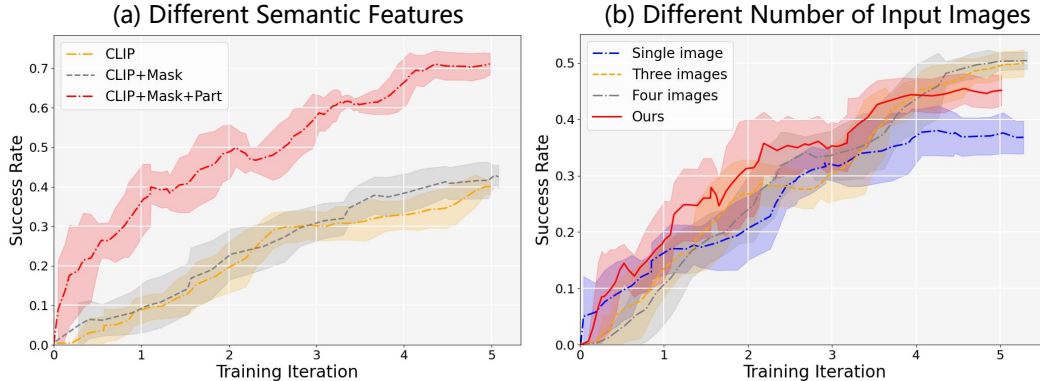 (a) Different Semantic Features
CLIP
CLIP+Mask
CLIP+Mask+Part
Success Rate
0.7
0.6
0.5
0.4
0.3
0.2
0.1
0.0
0 1 2 3 4 5
Training Iteration
(b) Different Number of Input Images
Single image
Three images
Four images
Ours
Success Rate
0.5
0.4
0.3
0.2
0.1
0.0
0 1 2 3 4 5
Training Iteration